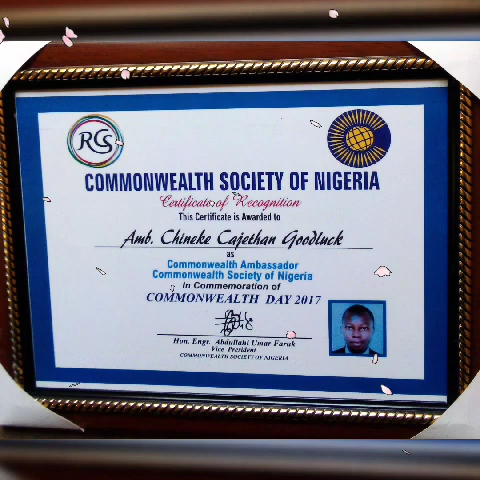 RCS
COMMONWEALTH SOCIETY OF NIGERIA
Certificate of Recognition
This Certificate is Awarded to
Amb. Chineke Cajethan Goodluck
as
Commonwealth Ambassador
Commonwealth Society of Nigeria
in Commemoration of
COMMONWEALTH DAY 2017
Hon. Engr. Abdullahi Umar Faruk
Vice President
COMMONWEALTH SOCIETY OF NIGERIA